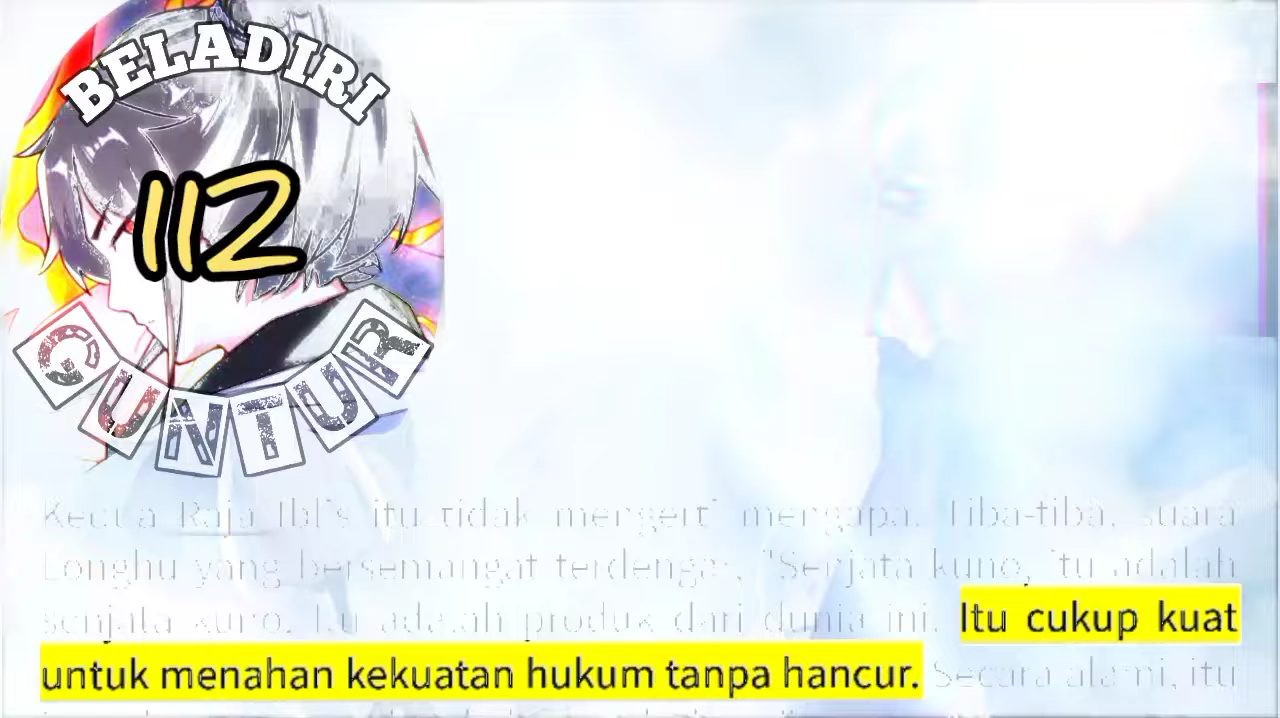 BELADIRI
112
GUNTUR
Kedua Raja Iblis itu tidak mengerti mengapa. Tiba-tiba, suara
Longhu yang bersemangat terdengar, "Senjata kuno, itu adalah
senjata kuno. Itu adalah produk dari dunia ini. Itu cukup kuat
untuk menahan kekuatan hukum tanpa hancur. Secara alami, itu